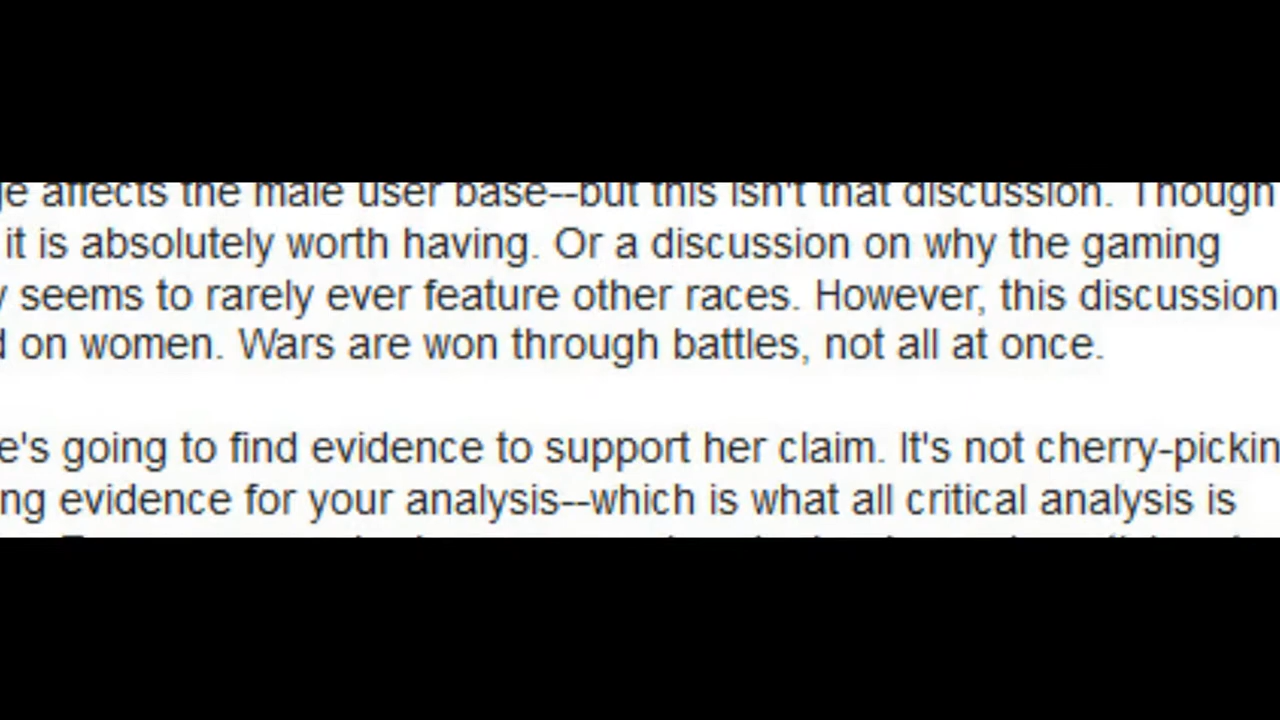 affects the male user base--but this isn't that discussion. Though
it is absolutely worth having. Or a discussion on why the gaming
seems to rarely ever feature other races. However, this discussion
on women. Wars are won through battles, not all at once.
e's going to find evidence to support her claim. It's not cherry-pickin
ng evidence for your analysis--which is what all critical analysis is